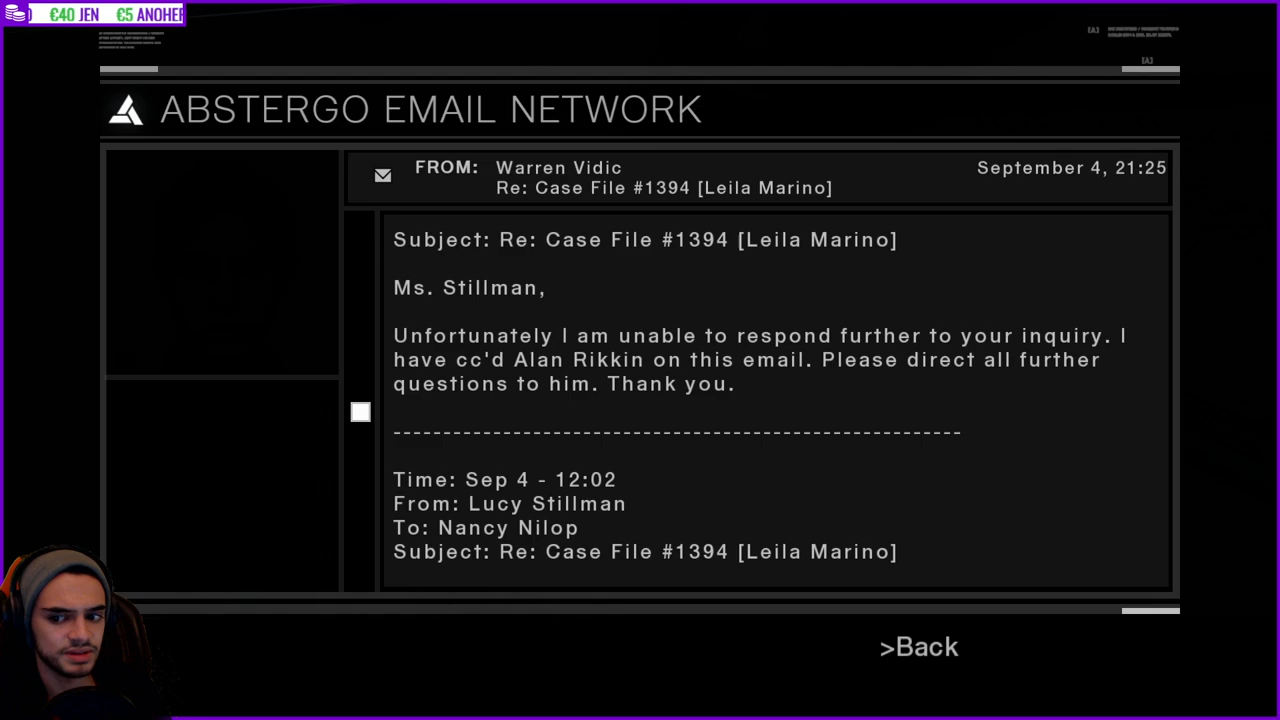 €40 JEN €5 ANOHER
[A]
[A]
ABSTERGO EMAIL NETWORK
FROM: Warren Vidic September 4, 21:25
Re: Case File #1394 [Leila Marino]
Subject: Re: Case File #1394 [Leila Marino]
Ms. Stillman,
Unfortunately I am unable to respond further to your inquiry. I
have cc'd Alan Rikkin on this email. Please direct all further
questions to him. Thank you.
---------------------------------------------------------
Time: Sep 4 - 12:02
From: Lucy Stillman
To: Nancy Nilop
Subject: Re: Case File #1394 [Leila Marino]
>Back